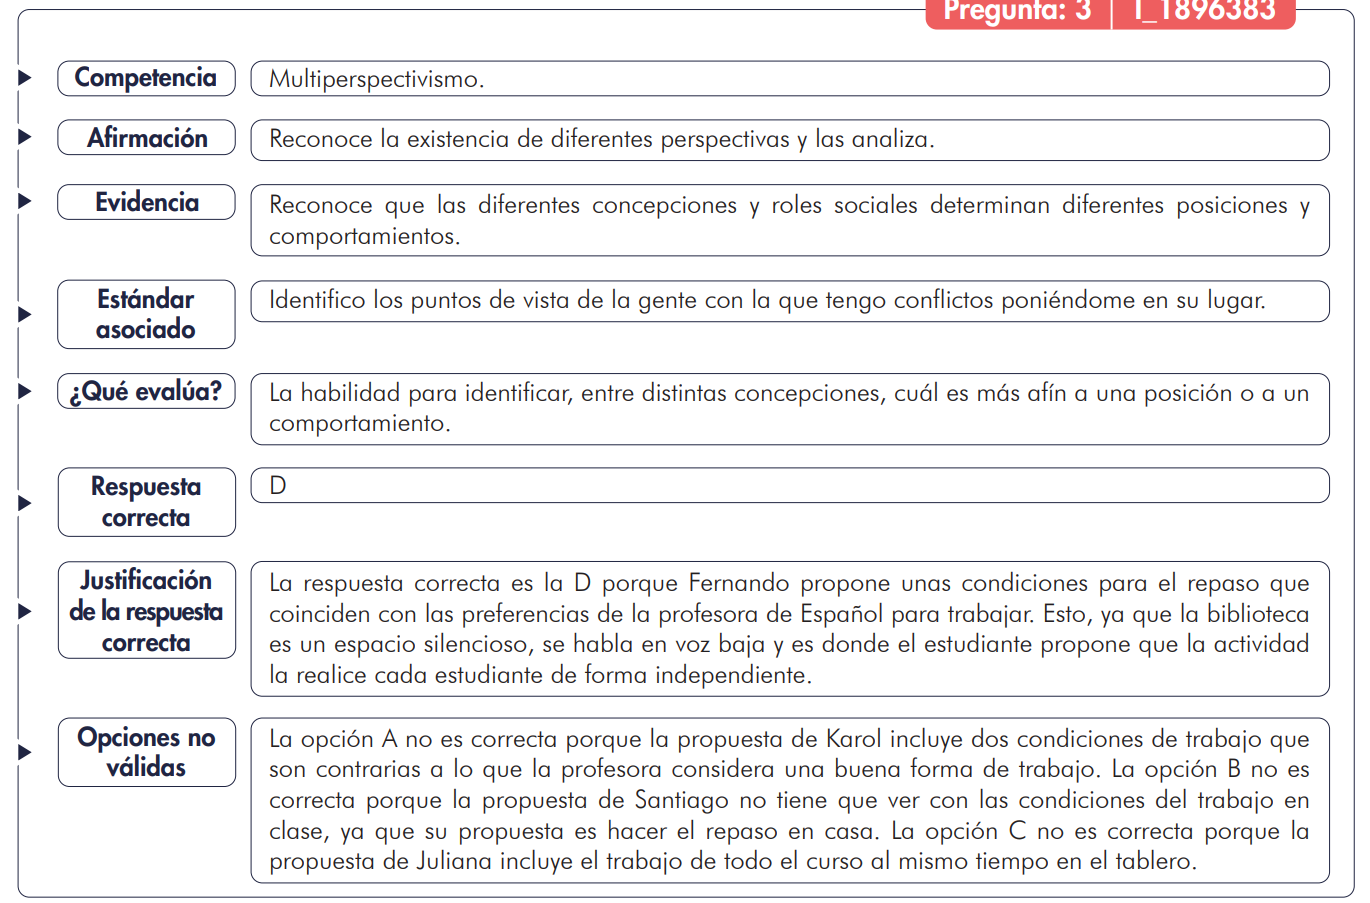 Pregunta: 3 I_1896383
Competencia
Multiperspectivismo.
Afirmación
Reconoce la existencia de diferentes perspectivas y las analiza.
Evidencia
Reconoce que las diferentes concepciones y roles sociales determinan diferentes posiciones y
comportamientos.
Estándar
asociado
Identifico los puntos de vista de la gente con la que tengo conflictos poniéndome en su lugar.
¿Qué evalúa?
La habilidad para identificar, entre distintas concepciones, cuál es más afín a una posición o a un
comportamiento.
Respuesta
correcta
D
Justificación
de la respuesta
correcta
La respuesta correcta es la D porque Fernando propone unas condiciones para el repaso que
coinciden con las preferencias de la profesora de Español para trabajar. Esto, ya que la biblioteca
es un espacio silencioso, se habla en voz baja y es donde el estudiante propone que la actividad
la realice cada estudiante de forma independiente.
Opciones no
válidas
La opción A no es correcta porque la propuesta de Karol incluye dos condiciones de trabajo que
son contrarias a lo que la profesora considera una buena forma de trabajo. La opción B no es
correcta porque la propuesta de Santiago no tiene que ver con las condiciones del trabajo en
clase, ya que su propuesta es hacer el repaso en casa. La opción C no es correcta porque la
propuesta de Juliana incluye el trabajo de todo el curso al mismo tiempo en el tablero.